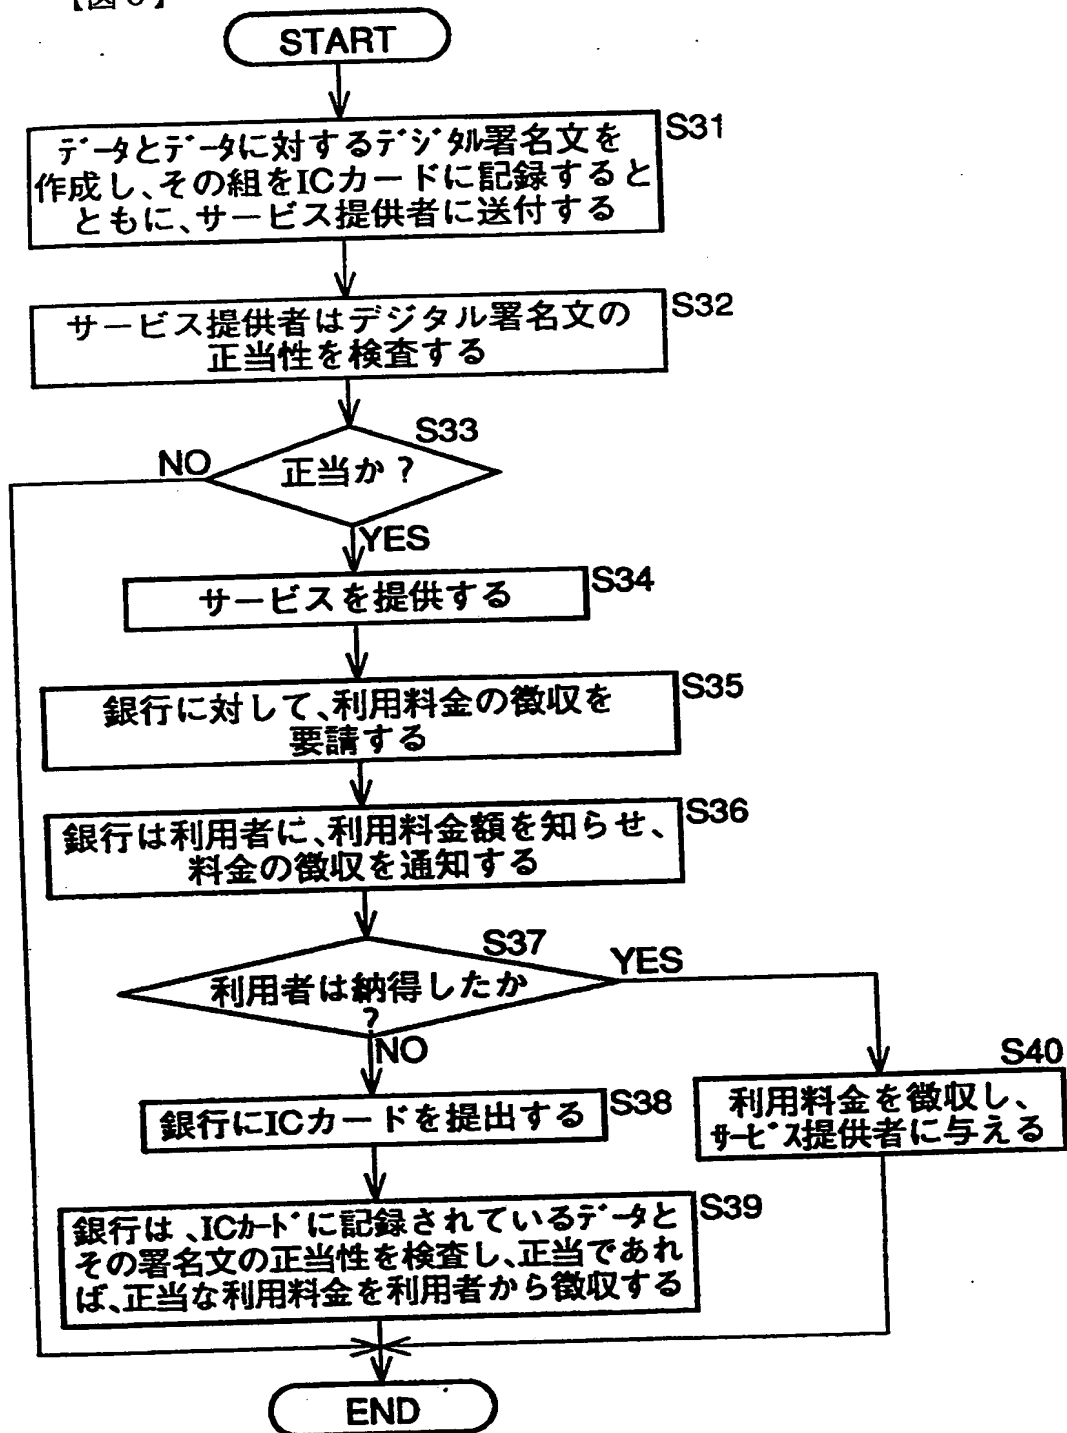 START
S31
データとデータに対するデジタル署名文を
作成し、その組をICカードに記録すると
ともに、サービス提供者に送付する
S32
サービス提供者はデジタル署名文の
正当性を検査する
S33
正当か?
NO
YES
S34
サービスを提供する
S35
銀行に対して、利用料金の徴収を
要請する
S36
銀行は利用者に、利用料金額を知らせ、
料金の徴収を通知する
S37
利用者は納得したか
?
YES
NO
S38
銀行にICカードを提出する
S40
利用料金を徴収し、
サービス提供者に与える
S39
銀行は、ICカードに記録されているデータと
その署名文の正当性を検査し、正当であれ
ば、正当な利用料金を利用者から徴収する
END